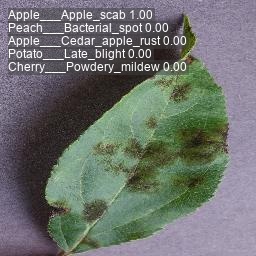 Apple___Apple_scab 1.00
Peach___Bacterial_spot 0.00
Apple___Cedar_apple_rust 0.00
Potato___Late_blight 0.00
Cherry___Powdery_mildew 0.00